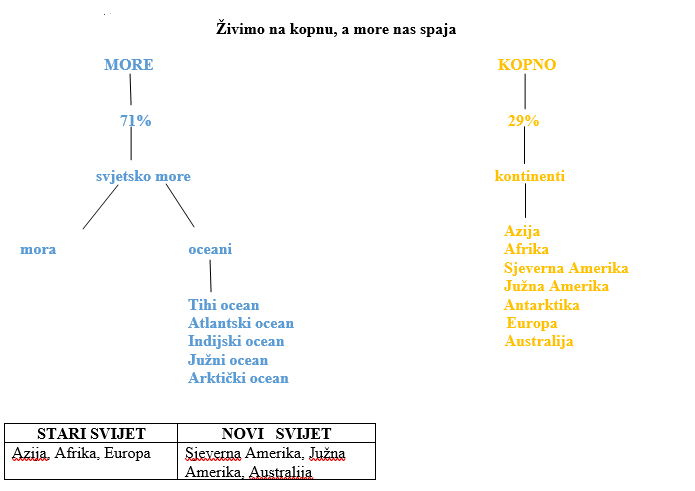 Živimo na kopnu, a more nas spaja
MORE
KOPNO
71%
29%
svjetsko more
kontinenti
mora
oceani
Tihi ocean
Atlantski ocean
Indijski ocean
Južni ocean
Arktički ocean
Azija
Afrika
Sjeverna Amerika
Južna Amerika
Antarktika
Europa
Australija
STARI SVIJET
NOVI SVIJET
Azija, Afrika, Europa
Sjeverna Amerika, Južna
Amerika, Australija